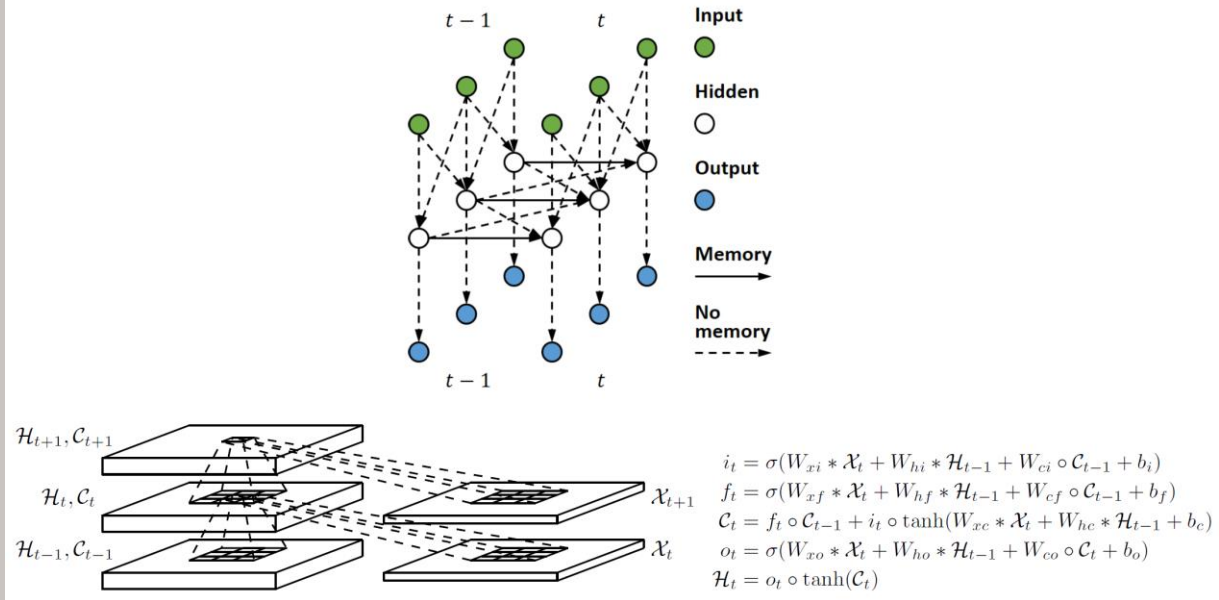 t − 1
t
Input
Hidden
Output
Memory
No
memory
t − 1
t
ℋ_{t+1}, 𝒞_{t+1}
ℋ_t, 𝒞_t
ℋ_{t−1}, 𝒞_{t−1}
𝒳_{t+1}
𝒳_t
i_t = σ(W_{xi} ∗ 𝒳_t + W_{hi} ∗ ℋ_{t−1} + W_{ci} ∘ 𝒞_{t−1} + b_i)
f_t = σ(W_{xf} ∗ 𝒳_t + W_{hf} ∗ ℋ_{t−1} + W_{cf} ∘ 𝒞_{t−1} + b_f)
𝒞_t = f_t ∘ 𝒞_{t−1} + i_t ∘ tanh(W_{xc} ∗ 𝒳_t + W_{hc} ∗ ℋ_{t−1} + b_c)
o_t = σ(W_{xo} ∗ 𝒳_t + W_{ho} ∗ ℋ_{t−1} + W_{co} ∘ 𝒞_t + b_o)
ℋ_t = o_t ∘ tanh(𝒞_t)